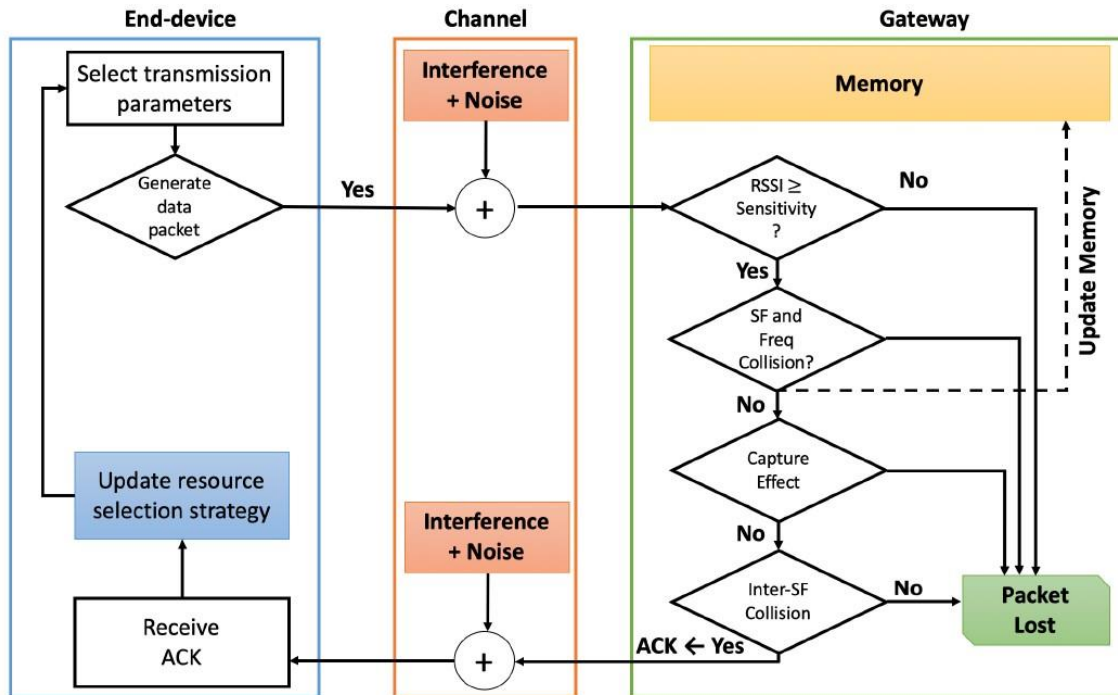 End-device
Channel
Gateway
Select transmission
parameters
Interference
+ Noise
Memory
Generate
data
packet
Yes
+
RSSI ≥
Sensitivity
?
No
Yes
Update Memory
SF and
Freq
Collision?
No
Capture
Effect
No
Update resource
selection strategy
Interference
+ Noise
Inter-SF
Collision
No
Packet
Lost
Receive
ACK
+
ACK ← Yes